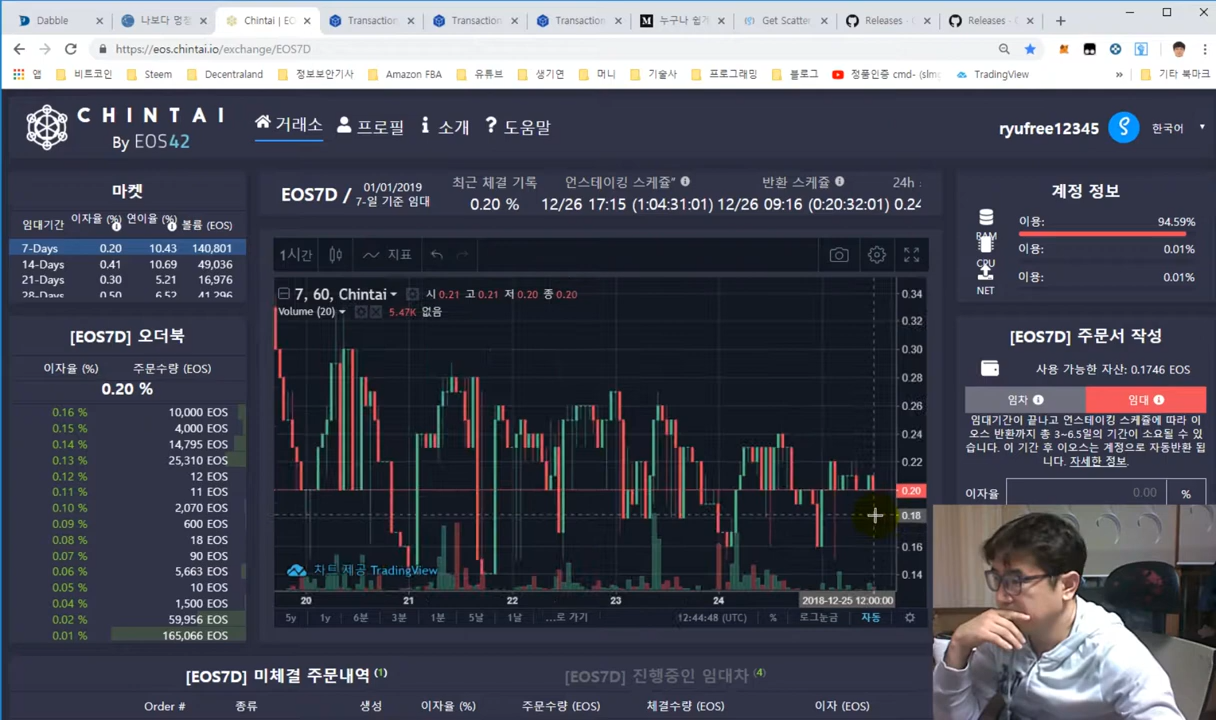 Dabble
나보다 멍청
Chintai | EO
Transaction
Transaction
Transaction
누구나 쉽게
Get Scatter
Releases ·
Releases ·
https://eos.chintai.io/exchange/EOS7D
앱
비트코인
Steem
Decentraland
정보보안기사
Amazon FBA
유튜브
생기연
머니
기술사
프로그래밍
블로그
정품인증 cmd- (slmg
TradingView
»
기타 북마크
CHINTAI
By EOS42
거래소
프로필
소개
도움말
ryufree12345
한국어
마켓
임대기간 이자율 (%) 연이율 (%) 볼륨 (EOS)
7-Days 0.20 10.43 140,801
14-Days 0.41 10.69 49,036
21-Days 0.30 5.21 16,976
28-Days 0.50 6.52 41,296
EOS7D /
01/01/2019
7-일 기준 임대
최근 체결 기록
0.20 %
언스테이킹 스케쥴"
12/26 17:15 (1:04:31:01)
반환 스케쥴
12/26 09:16 (0:20:32:01)
24h
0.24
계정 정보
RAM 이용: 94.59%
CPU 이용: 0.01%
NET 이용: 0.01%
1시간
지표
7, 60, Chintai 시 0.21 고 0.21 저 0.20 종 0.20
Volume (20) 5.47K 없음
0.34
0.32
0.30
0.28
0.26
0.24
0.22
0.20
0.18
0.16
0.14
차트 제공 TradingView
20 21 22 23 24 2018-12-25 12:00:00
5y 1y 6분 3분 1분 5날 1날 ...로 가기 12:44:48 (UTC) % 로그눈금 자동
[EOS7D] 오더북
이자율 (%) 주문수량 (EOS)
0.20 %
0.16 % 10,000 EOS
0.15 % 4,000 EOS
0.14 % 14,795 EOS
0.13 % 25,310 EOS
0.12 % 12 EOS
0.11 % 11 EOS
0.10 % 2,070 EOS
0.09 % 600 EOS
0.08 % 18 EOS
0.07 % 90 EOS
0.06 % 5,663 EOS
0.05 % 10 EOS
0.04 % 1,500 EOS
0.02 % 59,956 EOS
0.01 % 165,066 EOS
[EOS7D] 주문서 작성
사용 가능한 자산: 0.1746 EOS
임차
임대
임대기간이 끝나고 언스테이킹 스케쥴에 따라 이
오스 반환까지 총 3~6.5일의 기간이 소요될 수 있
습니다. 이 기간 후 이오스는 계정으로 자동반환 됩
니다. 자세한 정보.
이자율 0.00 %
[EOS7D] 미체결 주문내역 (1)
[EOS7D] 진행중인 임대차 (4)
Order # 종류 생성 이자율 (%) 주문수량 (EOS) 체결수량 (EOS) 이자 (EOS)